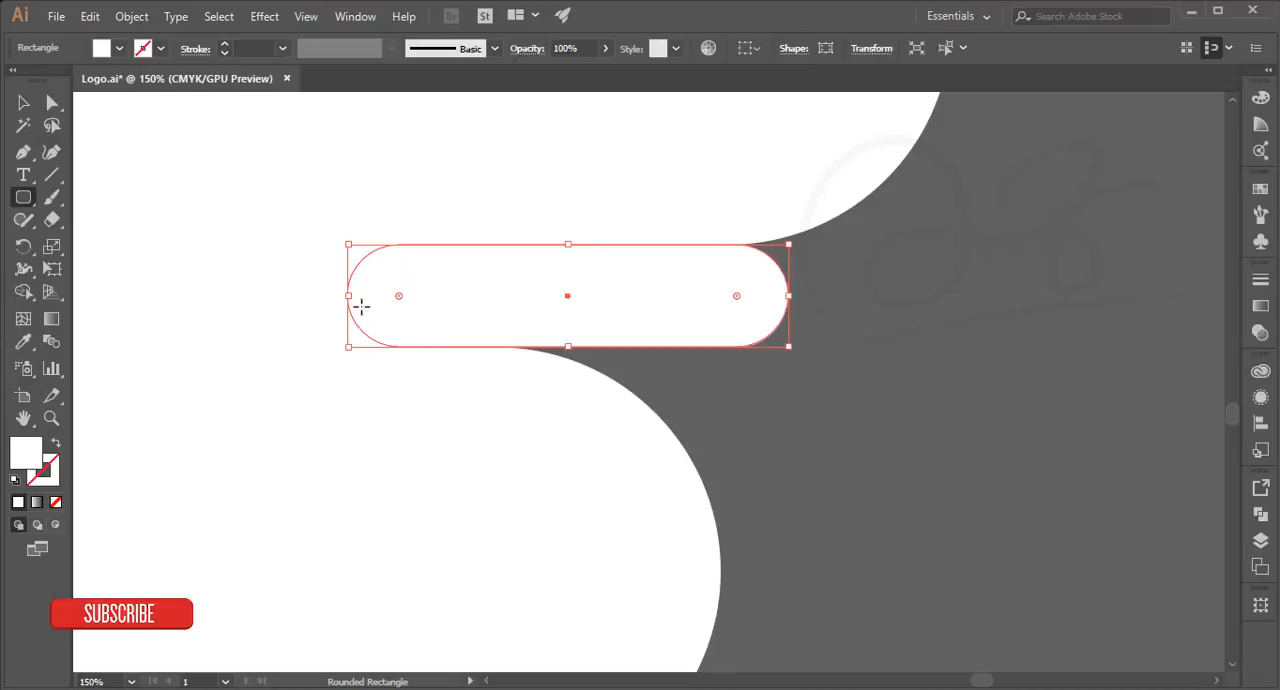 Ai File Edit Object Type Select Effect View Window Help Br St Essentials Search Adobe Stock
Rectangle Stroke: Basic Opacity: 100% Style: Shape: Transform
Logo.ai* @ 150% (CMYK/GPU Preview) ×
T
SUBSCRIBE
150% 1 Rounded Rectangle